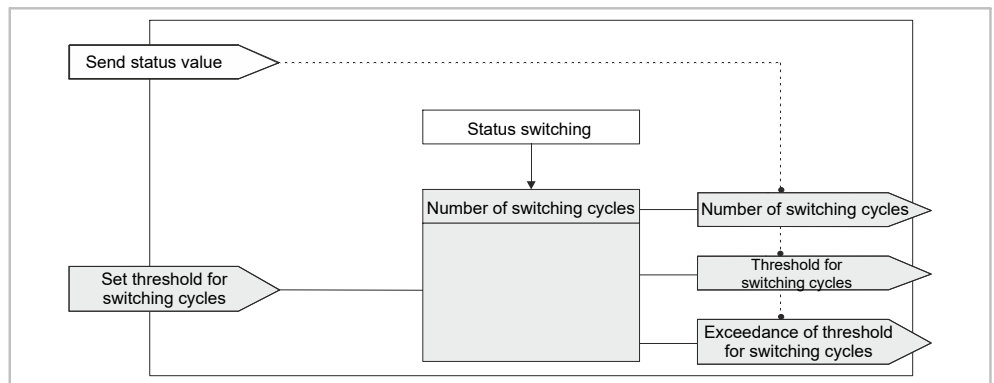 Send status value
Status switching
Number of switching cycles
Number of switching cycles
Set threshold for
switching cycles
Threshold for
switching cycles
Exceedance of threshold
for switching cycles